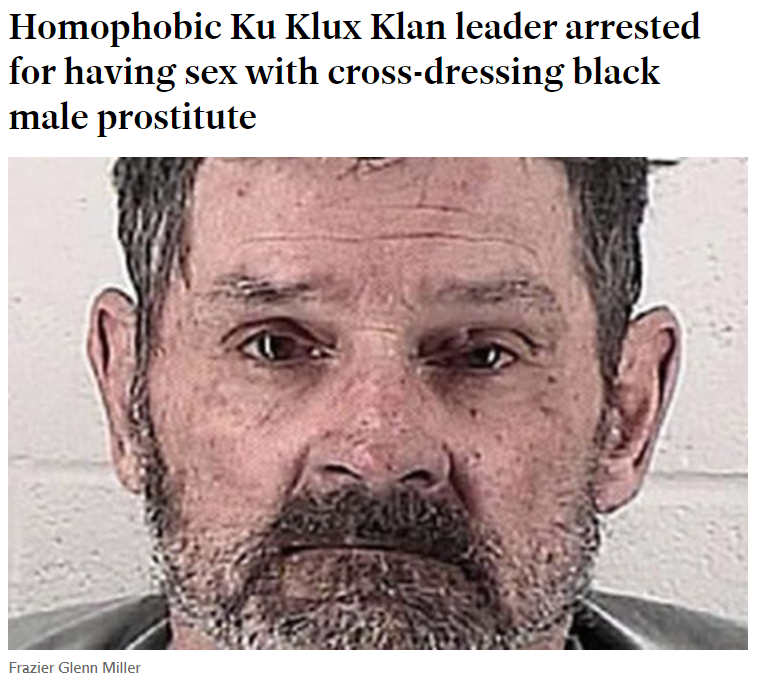 Homophobic Ku Klux Klan leader arrested
for having sex with cross-dressing black
male prostitute
Frazier Glenn Miller